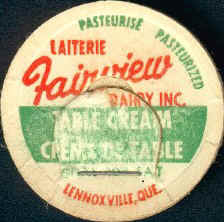 PASTEURISÉ
PASTEURIZED
LAITERIE
Fairview
DAIRY INC.
TABLE CREAM
CRÈME DE TABLE
LENNOXVILLE, QUE.